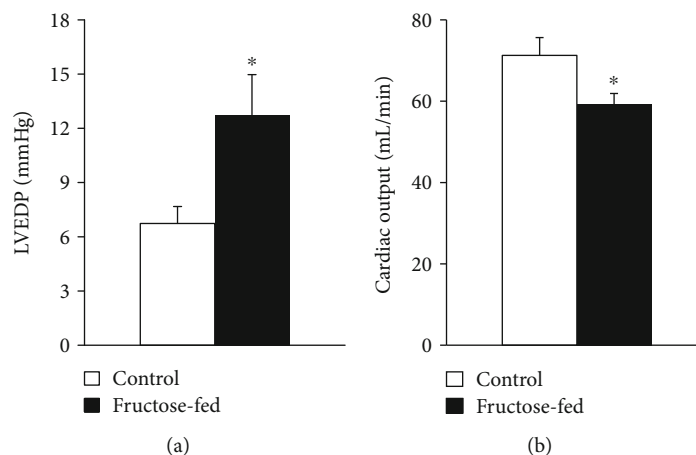 18
15
12
9
6
3
0
LVEDP (mmHg)
*
Control
Fructose-fed
(a)
80
60
40
20
0
Cardiac output (mL/min)
*
Control
Fructose-fed
(b)